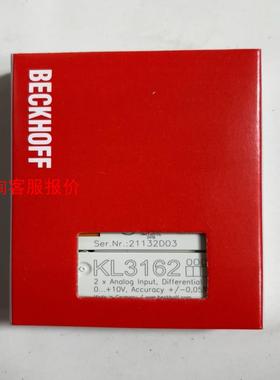 BECKHOFF
询客服报价
Ser.Nr.:21132D03
KL3162
2 x Analog Input, Differential
0...+10V, Accuracy +/-0,05